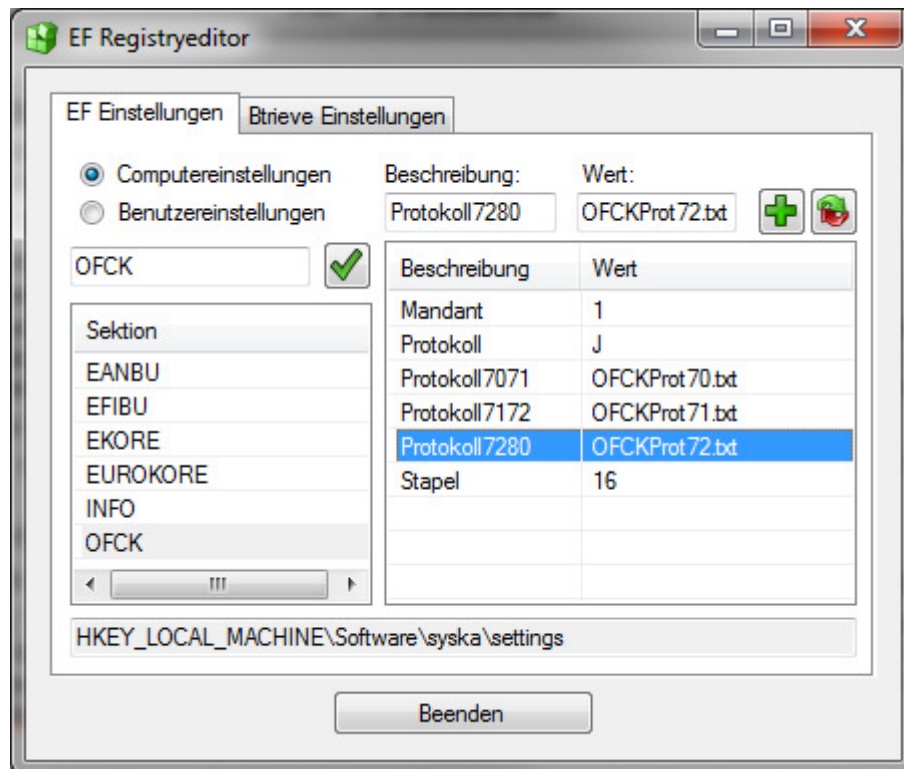 EF Registryeditor
EF Einstellungen
Btrieve Einstellungen
Computereinstellungen
Benutzereinstellungen
Beschreibung:
Wert:
Protokoll7280
OFCKProt72.txt
OFCK
Sektion
EANBU
EFIBU
EKORE
EUROKORE
INFO
OFCK
Beschreibung Wert
Mandant 1
Protokoll J
Protokoll7071 OFCKProt70.txt
Protokoll7172 OFCKProt71.txt
Protokoll7280 OFCKProt72.txt
Stapel 16
HKEY_LOCAL_MACHINE\Software\syska\settings
Beenden